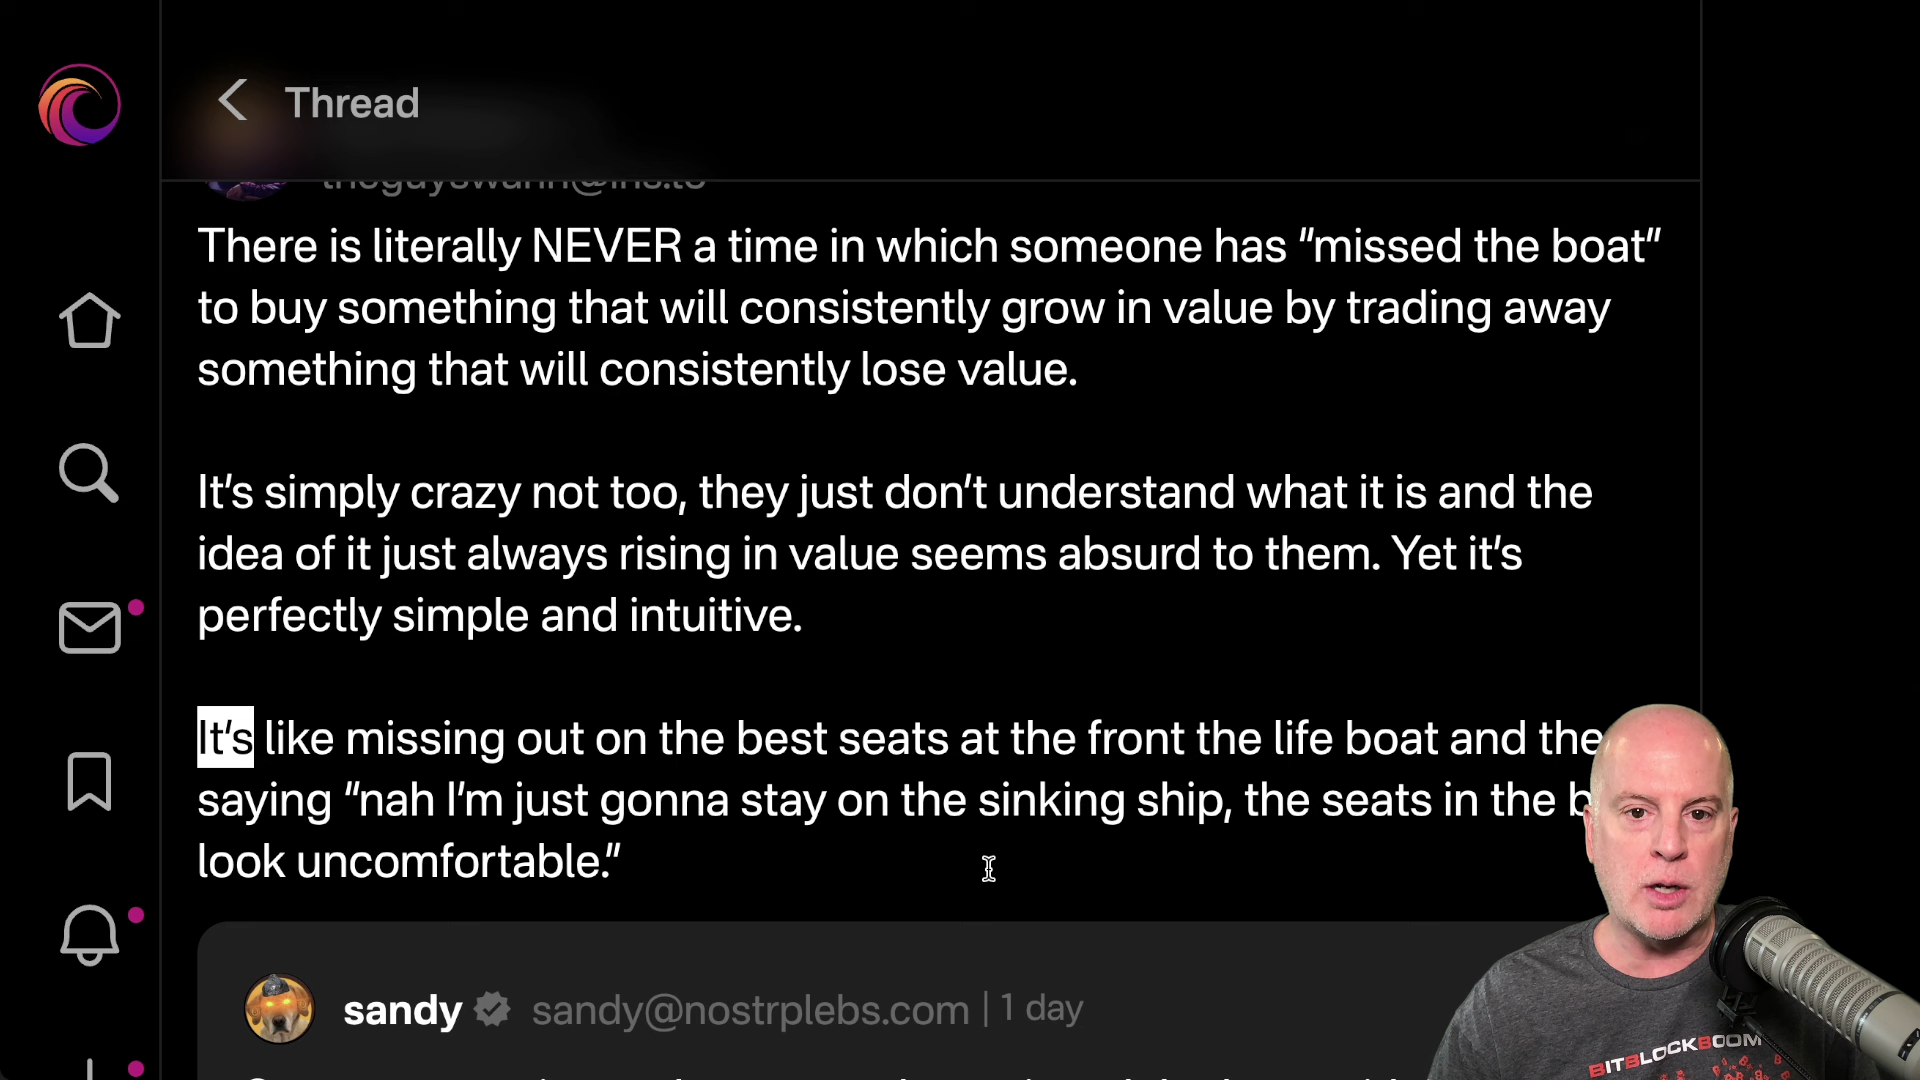 Thread
There is literally NEVER a time in which someone has “missed the boat”
to buy something that will consistently grow in value by trading away
something that will consistently lose value.
It’s simply crazy not too, they just don’t understand what it is and the
idea of it just always rising in value seems absurd to them. Yet it’s
perfectly simple and intuitive.
It’s like missing out on the best seats at the front the life boat and the
saying “nah I’m just gonna stay on the sinking ship, the seats in the
look uncomfortable.”
sandy sandy@nostrplebs.com | 1 day
BITBLOCKBOOM